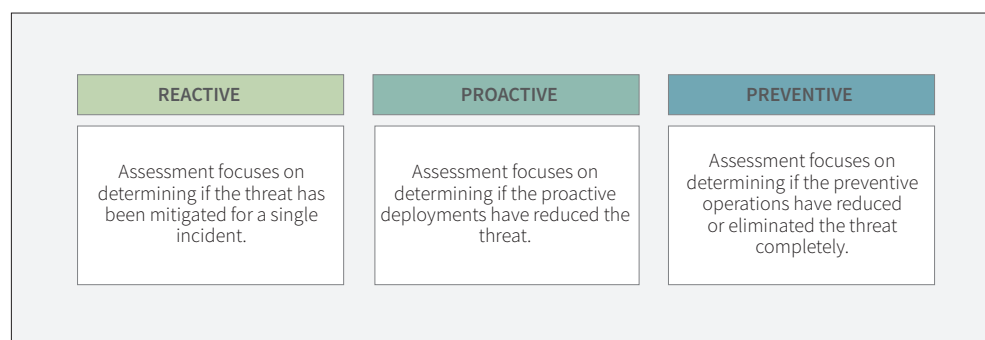 REACTIVE
Assessment focuses on
determining if the threat has
been mitigated for a single
incident.
PROACTIVE
Assessment focuses on
determining if the proactive
deployments have reduced the
threat.
PREVENTIVE
Assessment focuses on
determining if the preventive
operations have reduced
or eliminated the threat
completely.